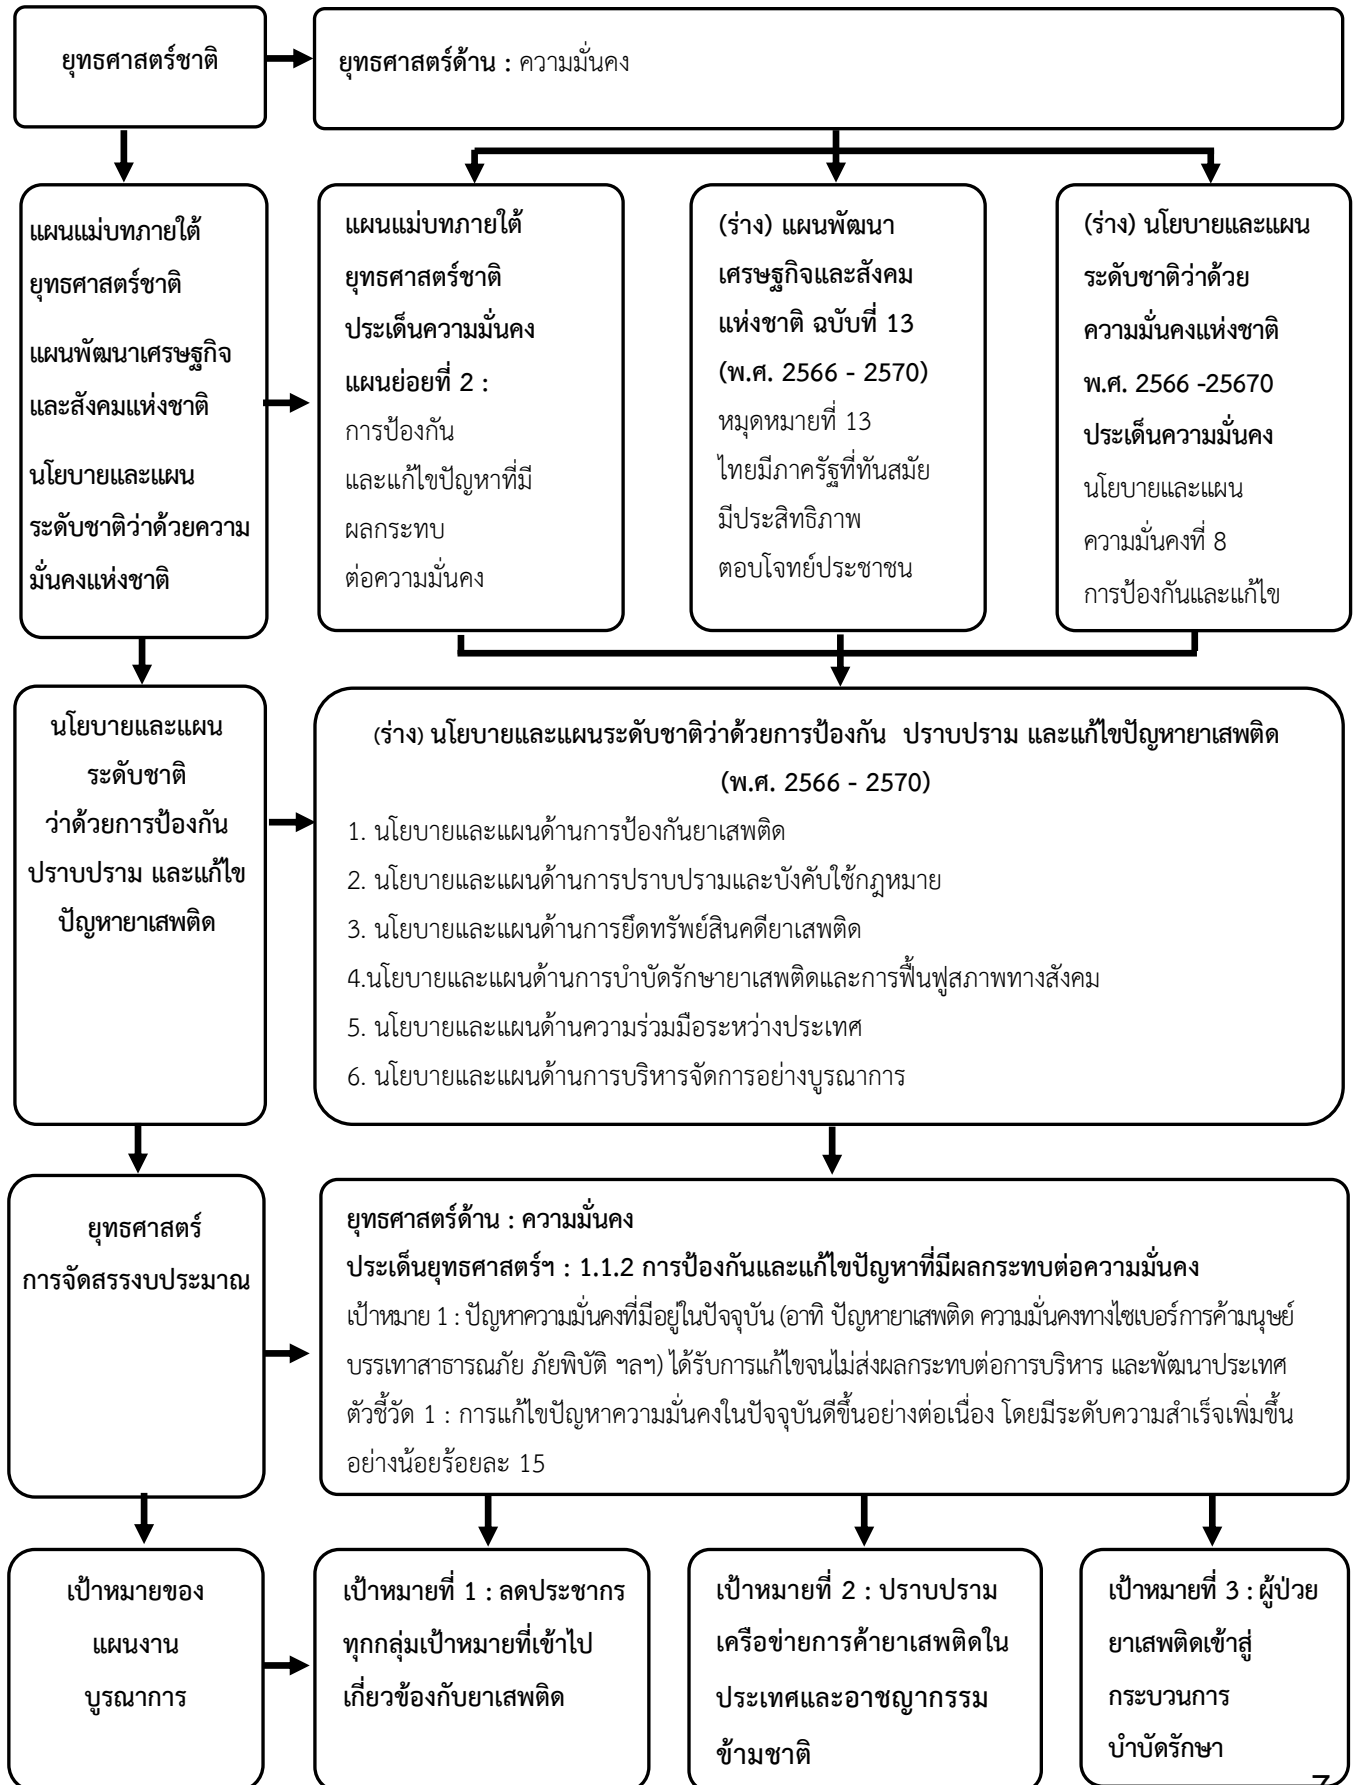 ยุทธศาสตร์ชาติ
ยุทธศาสตร์ด้าน : ความมั่นคง
แผนแม่บทภายใต้
ยุทธศาสตร์ชาติ
แผนพัฒนาเศรษฐกิจ
และสังคมแห่งชาติ
นโยบายและแผน
ระดับชาติว่าด้วยความ
มั่นคงแห่งชาติ
แผนแม่บทภายใต้
ยุทธศาสตร์ชาติ
ประเด็นความมั่นคง
แผนย่อยที่ 2 :
การป้องกัน
และแก้ไขปัญหาที่มี
ผลกระทบ
ต่อความมั่นคง
(ร่าง) แผนพัฒนา
เศรษฐกิจและสังคม
แห่งชาติ ฉบับที่ 13
(พ.ศ. 2566 - 2570)
หมุดหมายที่ 13
ไทยมีภาครัฐที่ทันสมัย
มีประสิทธิภาพ
ตอบโจทย์ประชาชน
(ร่าง) นโยบายและแผน
ระดับชาติว่าด้วย
ความมั่นคงแห่งชาติ
พ.ศ. 2566 -25670
ประเด็นความมั่นคง
นโยบายและแผน
ความมั่นคงที่ 8
การป้องกันและแก้ไข
นโยบายและแผน
ระดับชาติ
ว่าด้วยการป้องกัน
ปราบปราม และแก้ไข
ปัญหายาเสพติด
(ร่าง) นโยบายและแผนระดับชาติว่าด้วยการป้องกัน ปราบปราม และแก้ไขปัญหายาเสพติด
(พ.ศ. 2566 - 2570)
1. นโยบายและแผนด้านการป้องกันยาเสพติด
2. นโยบายและแผนด้านการปราบปรามและบังคับใช้กฎหมาย
3. นโยบายและแผนด้านการยึดทรัพย์สินคดียาเสพติด
4.นโยบายและแผนด้านการบำบัดรักษายาเสพติดและการฟื้นฟูสภาพทางสังคม
5. นโยบายและแผนด้านความร่วมมือระหว่างประเทศ
6. นโยบายและแผนด้านการบริหารจัดการอย่างบูรณาการ
ยุทธศาสตร์
การจัดสรรงบประมาณ
ยุทธศาสตร์ด้าน : ความมั่นคง
ประเด็นยุทธศาสตร์ฯ : 1.1.2 การป้องกันและแก้ไขปัญหาที่มีผลกระทบต่อความมั่นคง
เป้าหมาย 1 : ปัญหาความมั่นคงที่มีอยู่ในปัจจุบัน (อาทิ ปัญหายาเสพติด ความมั่นคงทางไซเบอร์การค้ามนุษย์
บรรเทาสาธารณภัย ภัยพิบัติ ฯลฯ) ได้รับการแก้ไขจนไม่ส่งผลกระทบต่อการบริหาร และพัฒนาประเทศ
ตัวชี้วัด 1 : การแก้ไขปัญหาความมั่นคงในปัจจุบันดีขึ้นอย่างต่อเนื่อง โดยมีระดับความสำเร็จเพิ่มขึ้น
อย่างน้อยร้อยละ 15
เป้าหมายของ
แผนงาน
บูรณาการ
เป้าหมายที่ 1 : ลดประชากร
ทุกกลุ่มเป้าหมายที่เข้าไป
เกี่ยวข้องกับยาเสพติด
เป้าหมายที่ 2 : ปราบปราม
เครือข่ายการค้ายาเสพติดใน
ประเทศและอาชญากรรม
ข้ามชาติ
เป้าหมายที่ 3 : ผู้ป่วย
ยาเสพติดเข้าสู่
กระบวนการ
บำบัดรักษา